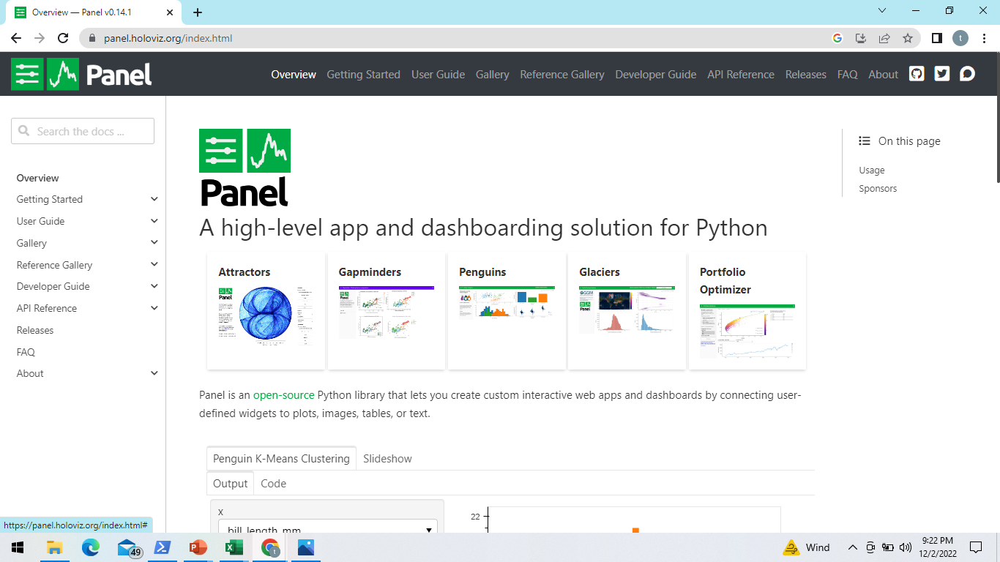 Overview — Panel v0.14.1
panel.holoviz.org/index.html
t
Panel
Overview Getting Started User Guide Gallery Reference Gallery Developer Guide API Reference Releases FAQ About
Search the docs ...
Overview
Getting Started
User Guide
Gallery
Reference Gallery
Developer Guide
API Reference
Releases
FAQ
About
Panel
A high-level app and dashboarding solution for Python
Attractors
Gapminders
Penguins
Glaciers
Portfolio
Optimizer
Panel is an open-source Python library that lets you create custom interactive web apps and dashboards by connecting user-
defined widgets to plots, images, tables, or text.
Penguin K-Means Clustering Slideshow
Output Code
x
bill_length_mm
22
On this page
Usage
Sponsors
https://panel.holoviz.org/index.html#
49
t
Wind
9:22 PM
12/2/2022